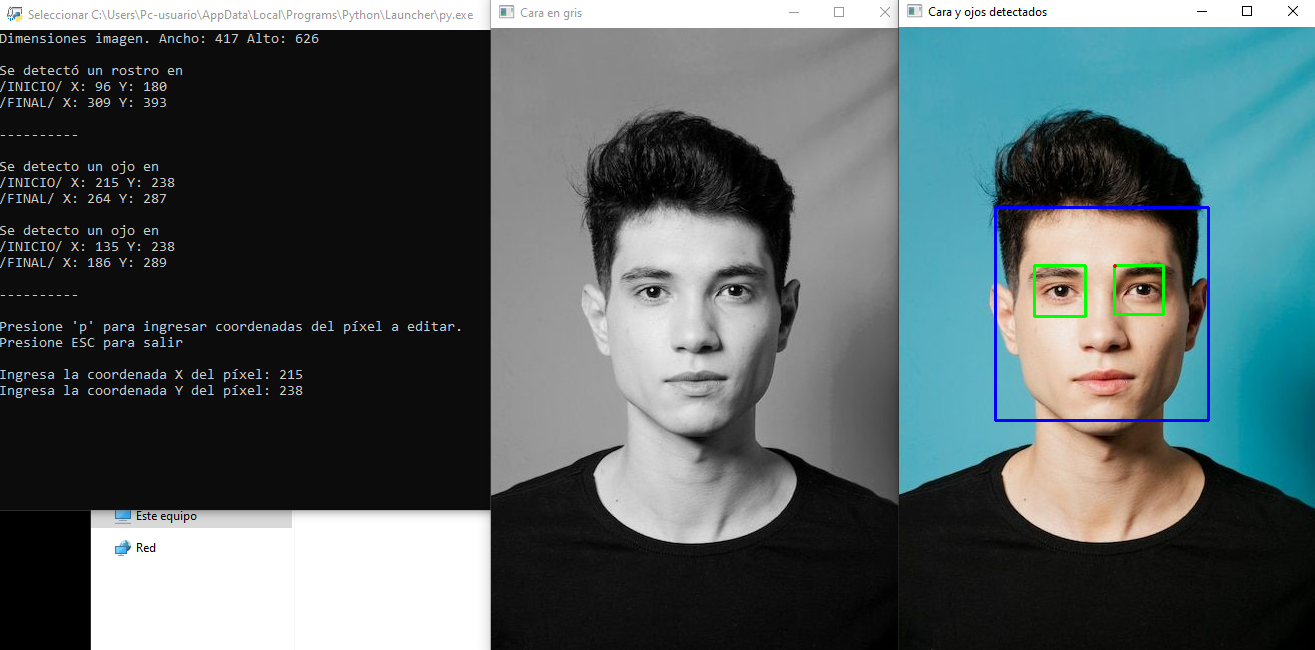 Seleccionar C:\Users\Pc-usuario\AppData\Local\Programs\Python\Launcher\py.exe
Dimensiones imagen. Ancho: 417 Alto: 626
Se detectó un rostro en
/INICIO/ X: 96 Y: 180
/FINAL/ X: 309 Y: 393
----------
Se detecto un ojo en
/INICIO/ X: 215 Y: 238
/FINAL/ X: 264 Y: 287
Se detecto un ojo en
/INICIO/ X: 135 Y: 238
/FINAL/ X: 186 Y: 289
----------
Presione 'p' para ingresar coordenadas del píxel a editar.
Presione ESC para salir
Ingresa la coordenada X del píxel: 215
Ingresa la coordenada Y del píxel: 238
Este equipo
Red
Cara en gris
Cara y ojos detectados